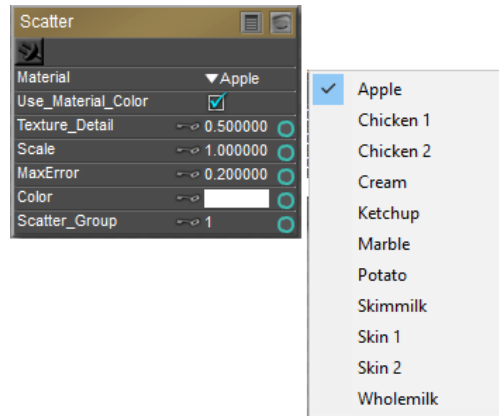 Scatter
Material Apple
Use_Material_Color
Texture_Detail 0.500000
Scale 1.000000
MaxError 0.200000
Color
Scatter_Group 1
Apple
Chicken 1
Chicken 2
Cream
Ketchup
Marble
Potato
Skimmilk
Skin 1
Skin 2
Wholemilk